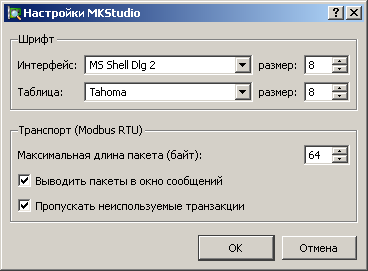 Настройки MKStudio
Шрифт
Интерфейс: MS Shell Dlg 2 размер: 8
Таблица: Tahoma размер: 8
Транспорт (Modbus RTU)
Максимальная длина пакета (байт): 64
Выводить пакеты в окно сообщений
Пропускать неиспользуемые транзакции
OK Отмена